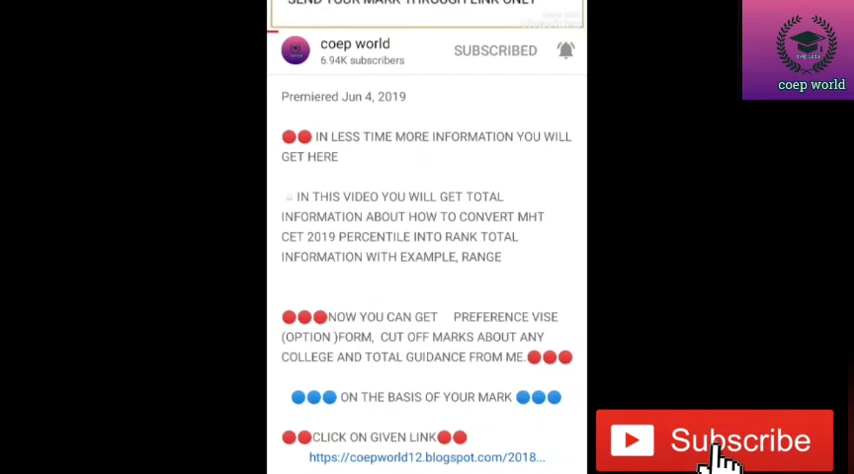 SEND YOUR MARK THROUGH LINK ONLY
coep world
SUBSCRIBED
6.94K subscribers
coep world
Premiered Jun 4, 2019
🔴🔴 IN LESS TIME MORE INFORMATION YOU WILL
GET HERE
IN THIS VIDEO YOU WILL GET TOTAL
INFORMATION ABOUT HOW TO CONVERT MHT
CET 2019 PERCENTILE INTO RANK TOTAL
INFORMATION WITH EXAMPLE, RANGE
🔴🔴🔴NOW YOU CAN GET PREFERENCE VISE
(OPTION )FORM, CUT OFF MARKS ABOUT ANY
COLLEGE AND TOTAL GUIDANCE FROM ME.🔴🔴🔴
🔵🔵🔵 ON THE BASIS OF YOUR MARK 🔵🔵🔵
🔴🔴CLICK ON GIVEN LINK🔴🔴
https://coepworld12.blogspot.com/2018...
Subscribe